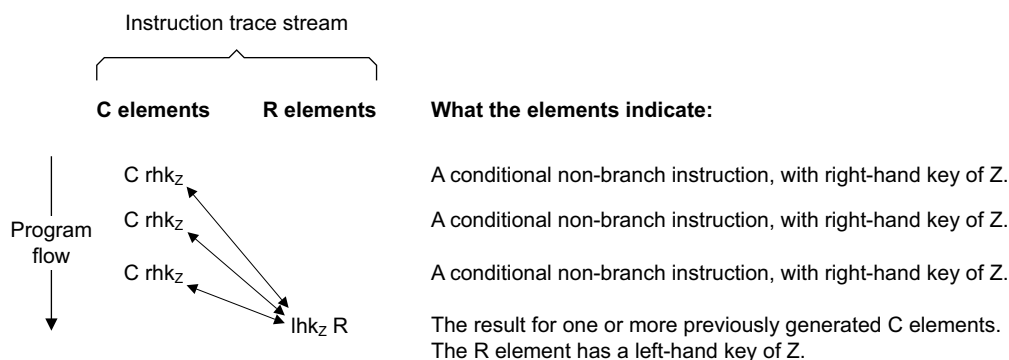 Instruction trace stream
C elements R elements What the elements indicate:
C rhkZ A conditional non-branch instruction, with right-hand key of Z.
C rhkZ A conditional non-branch instruction, with right-hand key of Z.
Program
flow
C rhkZ A conditional non-branch instruction, with right-hand key of Z.
lhkZ R The result for one or more previously generated C elements.
The R element has a left-hand key of Z.